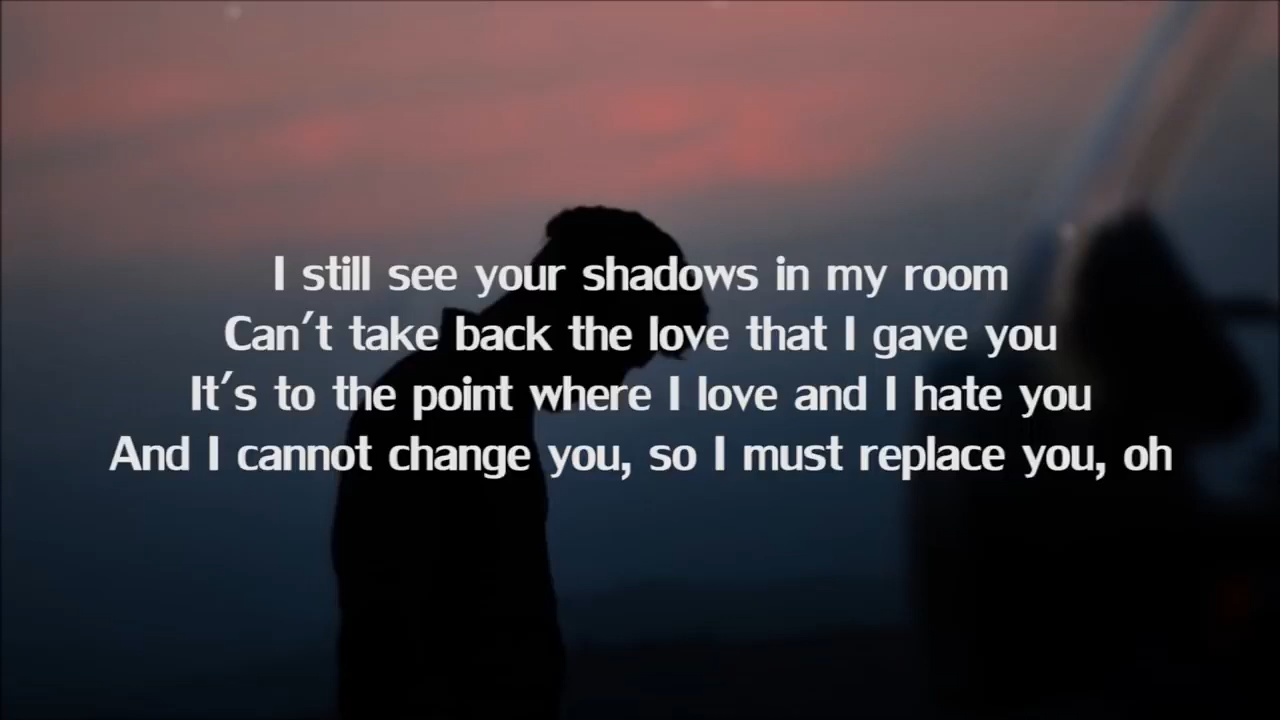 I still see your shadows in my room
Can't take back the love that I gave you
It's to the point where I love and I hate you
And I cannot change you, so I must replace you, oh